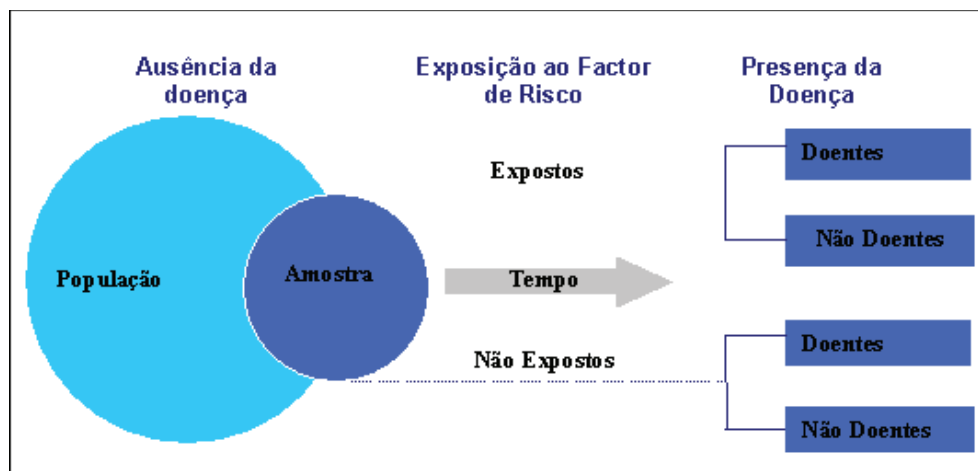 Ausência da
doença
Exposição ao Factor
de Risco
Presença da
Doença
Expostos
Doentes
Não Doentes
População
Amostra
Tempo
Não Expostos
Doentes
Não Doentes